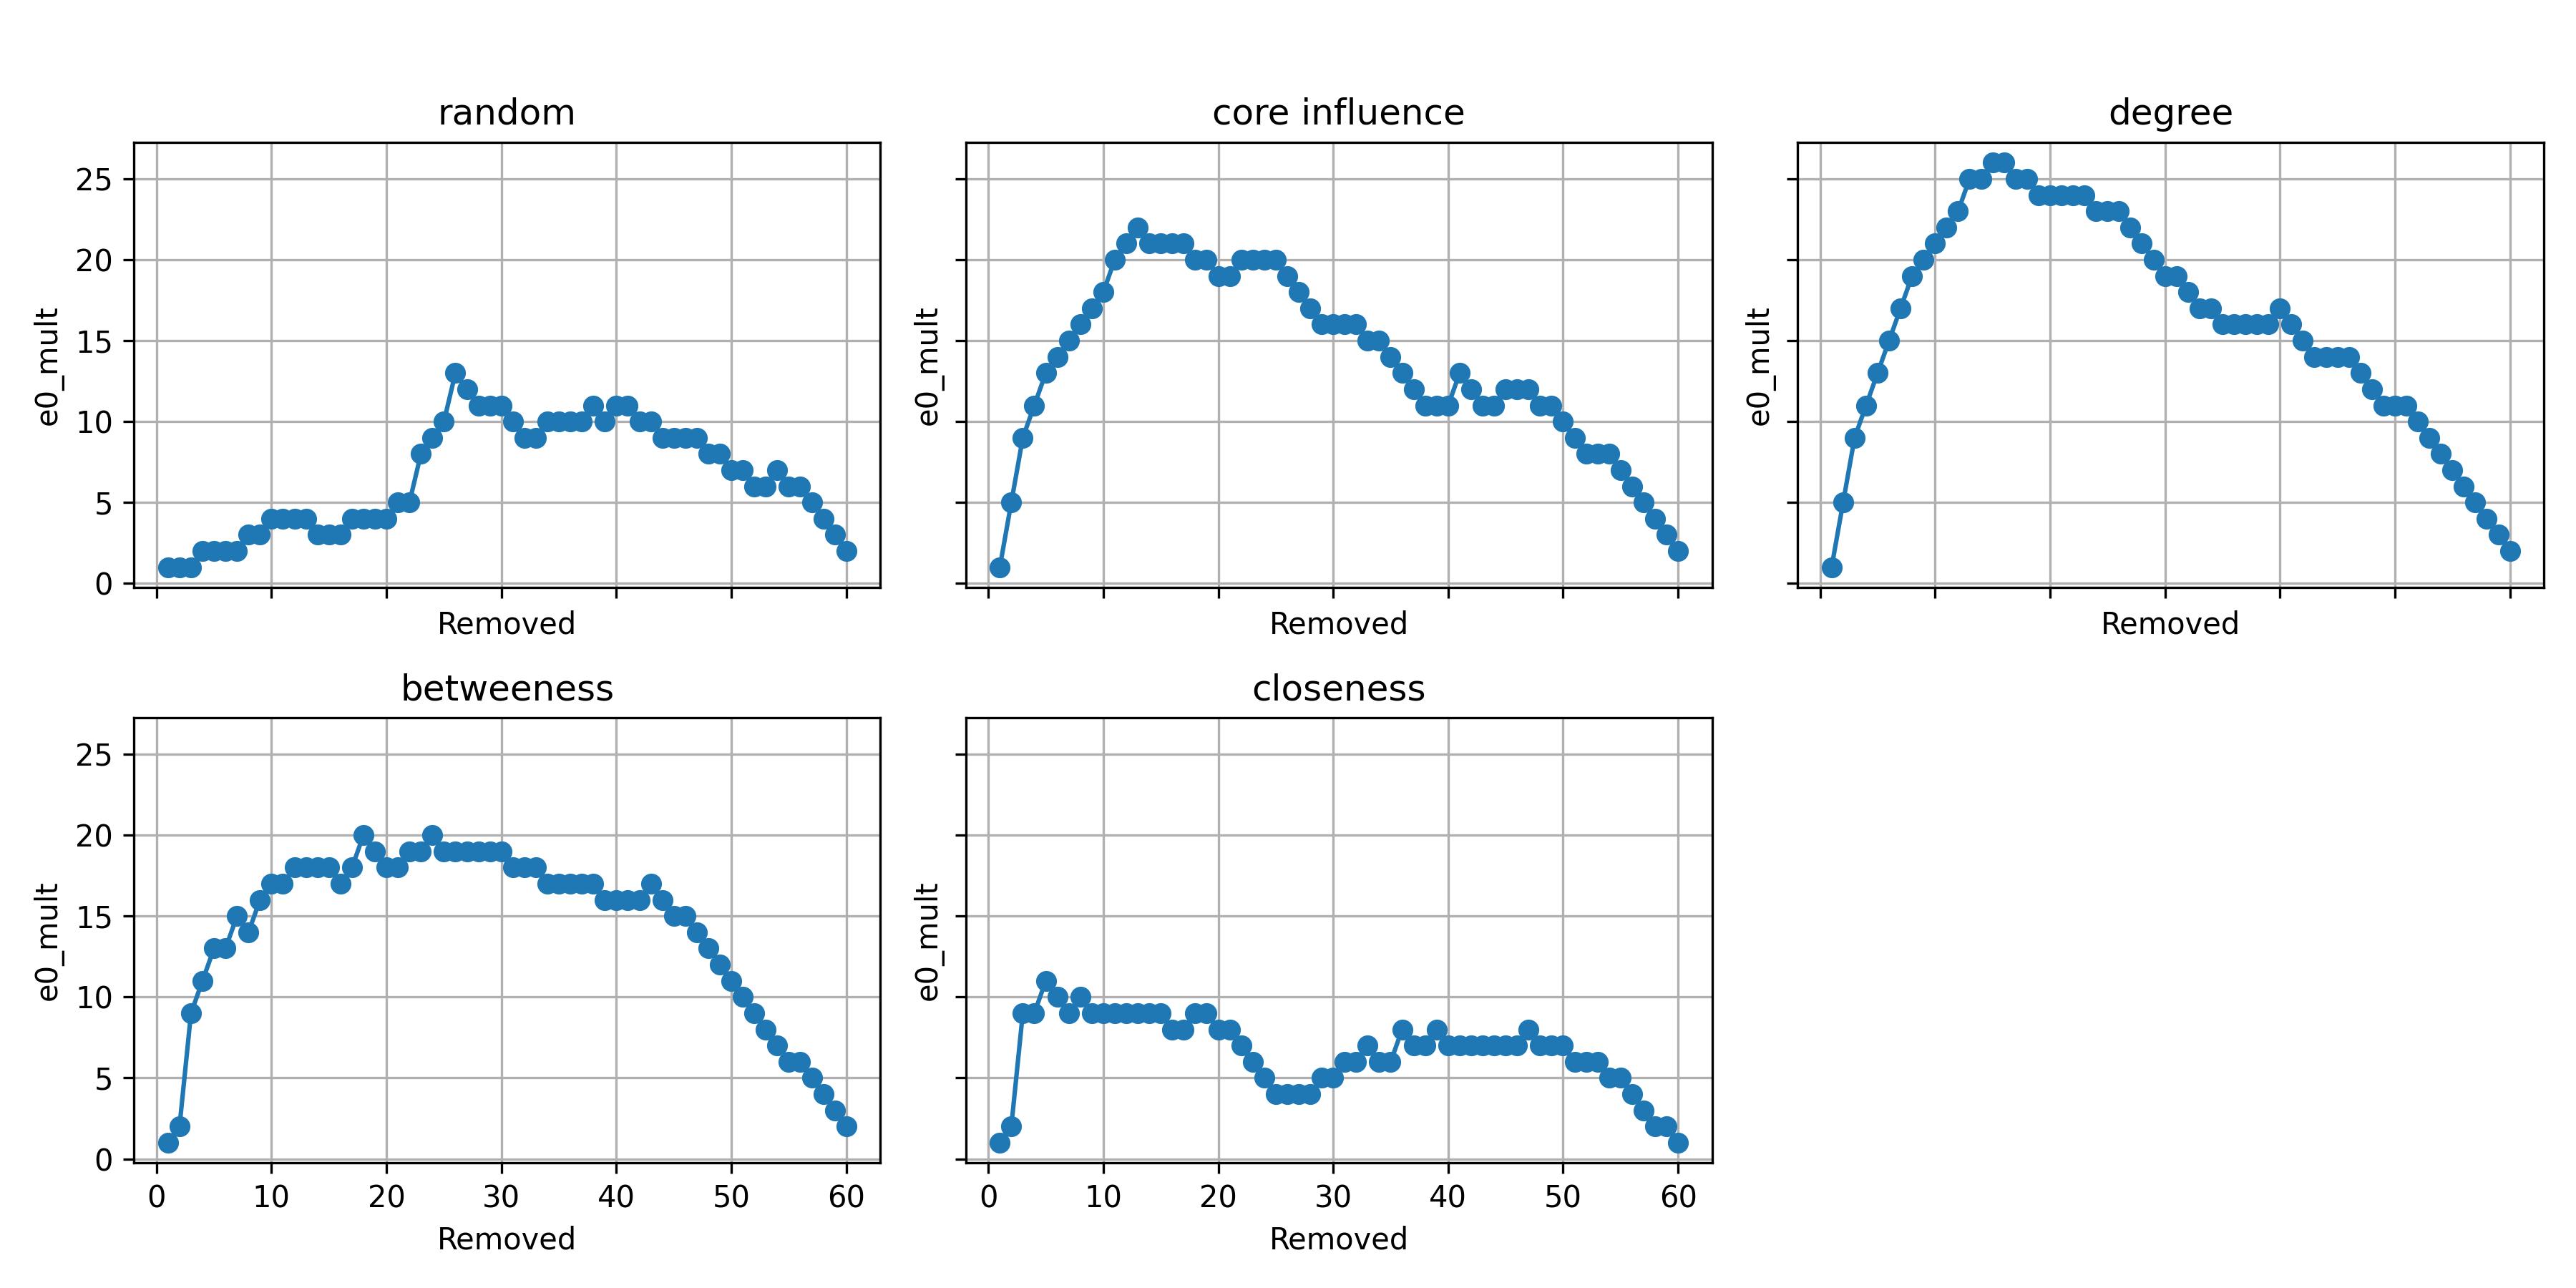 random
core influence
degree
25
20
15
10
5
0
e0_mult
e0_mult
e0_mult
Removed
Removed
Removed
betweeness
closeness
25
20
15
10
5
0
e0_mult
e0_mult
0 10 20 30 40 50 60
0 10 20 30 40 50 60
Removed
Removed